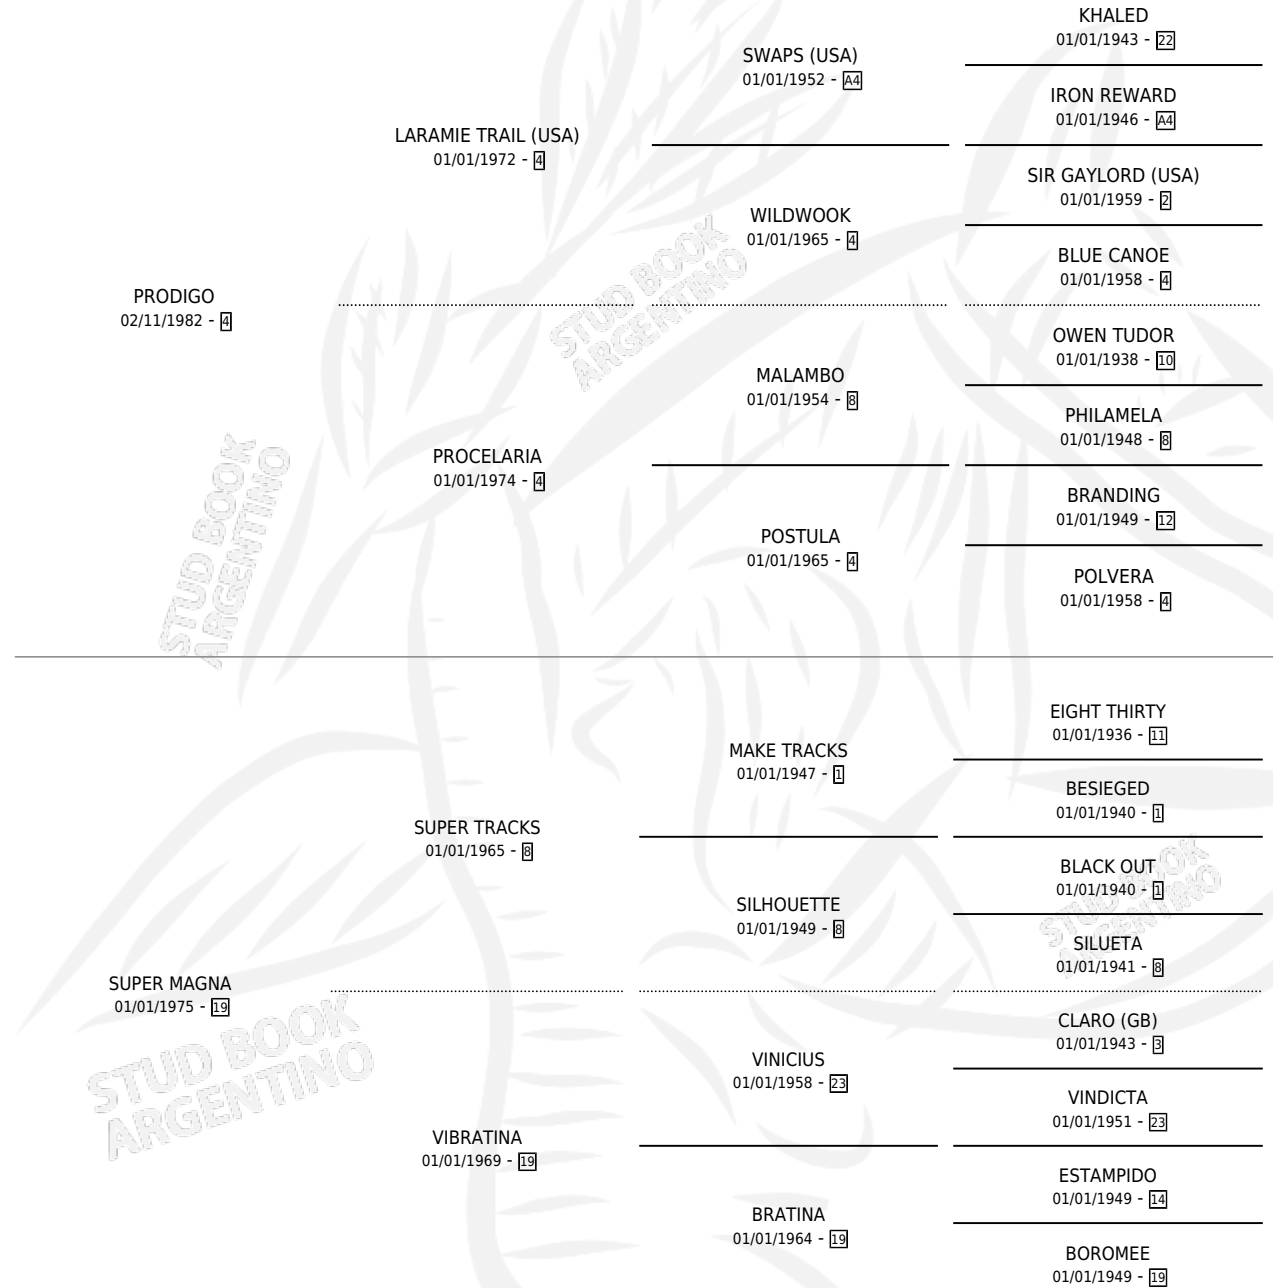 KHALED
01/01/1943 - 22
SWAPS (USA)
01/01/1952 - A4
IRON REWARD
01/01/1946 - A4
LARAMIE TRAIL (USA)
01/01/1972 - 4
SIR GAYLORD (USA)
01/01/1959 - 2
WILDWOOK
01/01/1965 - 4
BLUE CANOE
01/01/1958 - 4
PRODIGO
02/11/1982 - 4
STUD BOOK
ARGENTINO
OWEN TUDOR
01/01/1938 - 10
MALAMBO
01/01/1954 - 8
PHILAMELA
01/01/1948 - 8
PROCELARIA
01/01/1974 - 4
BRANDING
01/01/1949 - 12
POSTULA
01/01/1965 - 4
POLVERA
01/01/1958 - 4
STUD BOOK
ARGENTINO
EIGHT THIRTY
01/01/1936 - 11
MAKE TRACKS
01/01/1947 - 1
BESIEGED
01/01/1940 - 1
SUPER TRACKS
01/01/1965 - 8
BLACK OUT
01/01/1940 - 1
SILHOUETTE
01/01/1949 - 8
STUD BOOK
ARGENTINO
SILUETA
01/01/1941 - 8
SUPER MAGNA
01/01/1975 - 19
CLARO (GB)
01/01/1943 - 3
VINICIUS
01/01/1958 - 23
STUD BOOK
ARGENTINO
VINDICTA
01/01/1951 - 23
VIBRATINA
01/01/1969 - 19
ESTAMPIDO
01/01/1949 - 14
BRATINA
01/01/1964 - 19
BOROMEE
01/01/1949 - 19